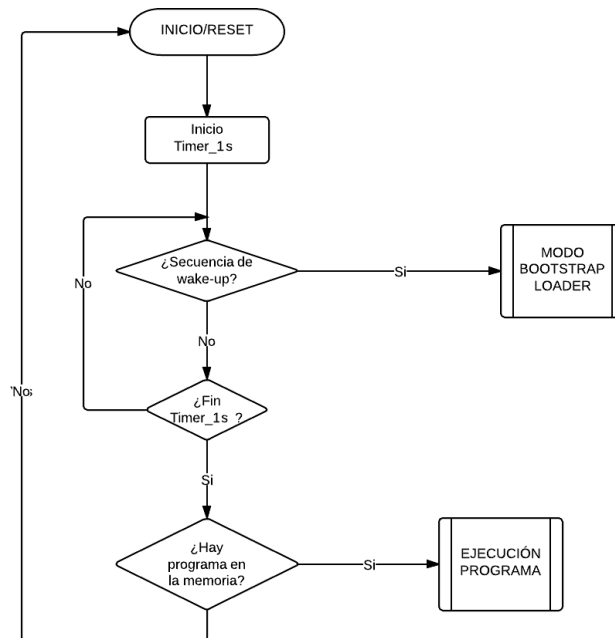 INICIO/RESET
Inicio
Timer_1s
¿Secuencia de
wake-up?
Si
MODO
BOOTSTRAP
LOADER
No
No
¿Fin
Timer_1s ?
Si
¿Hay
programa en
la memoria?
Si
EJECUCIÓN
PROGRAMA
No